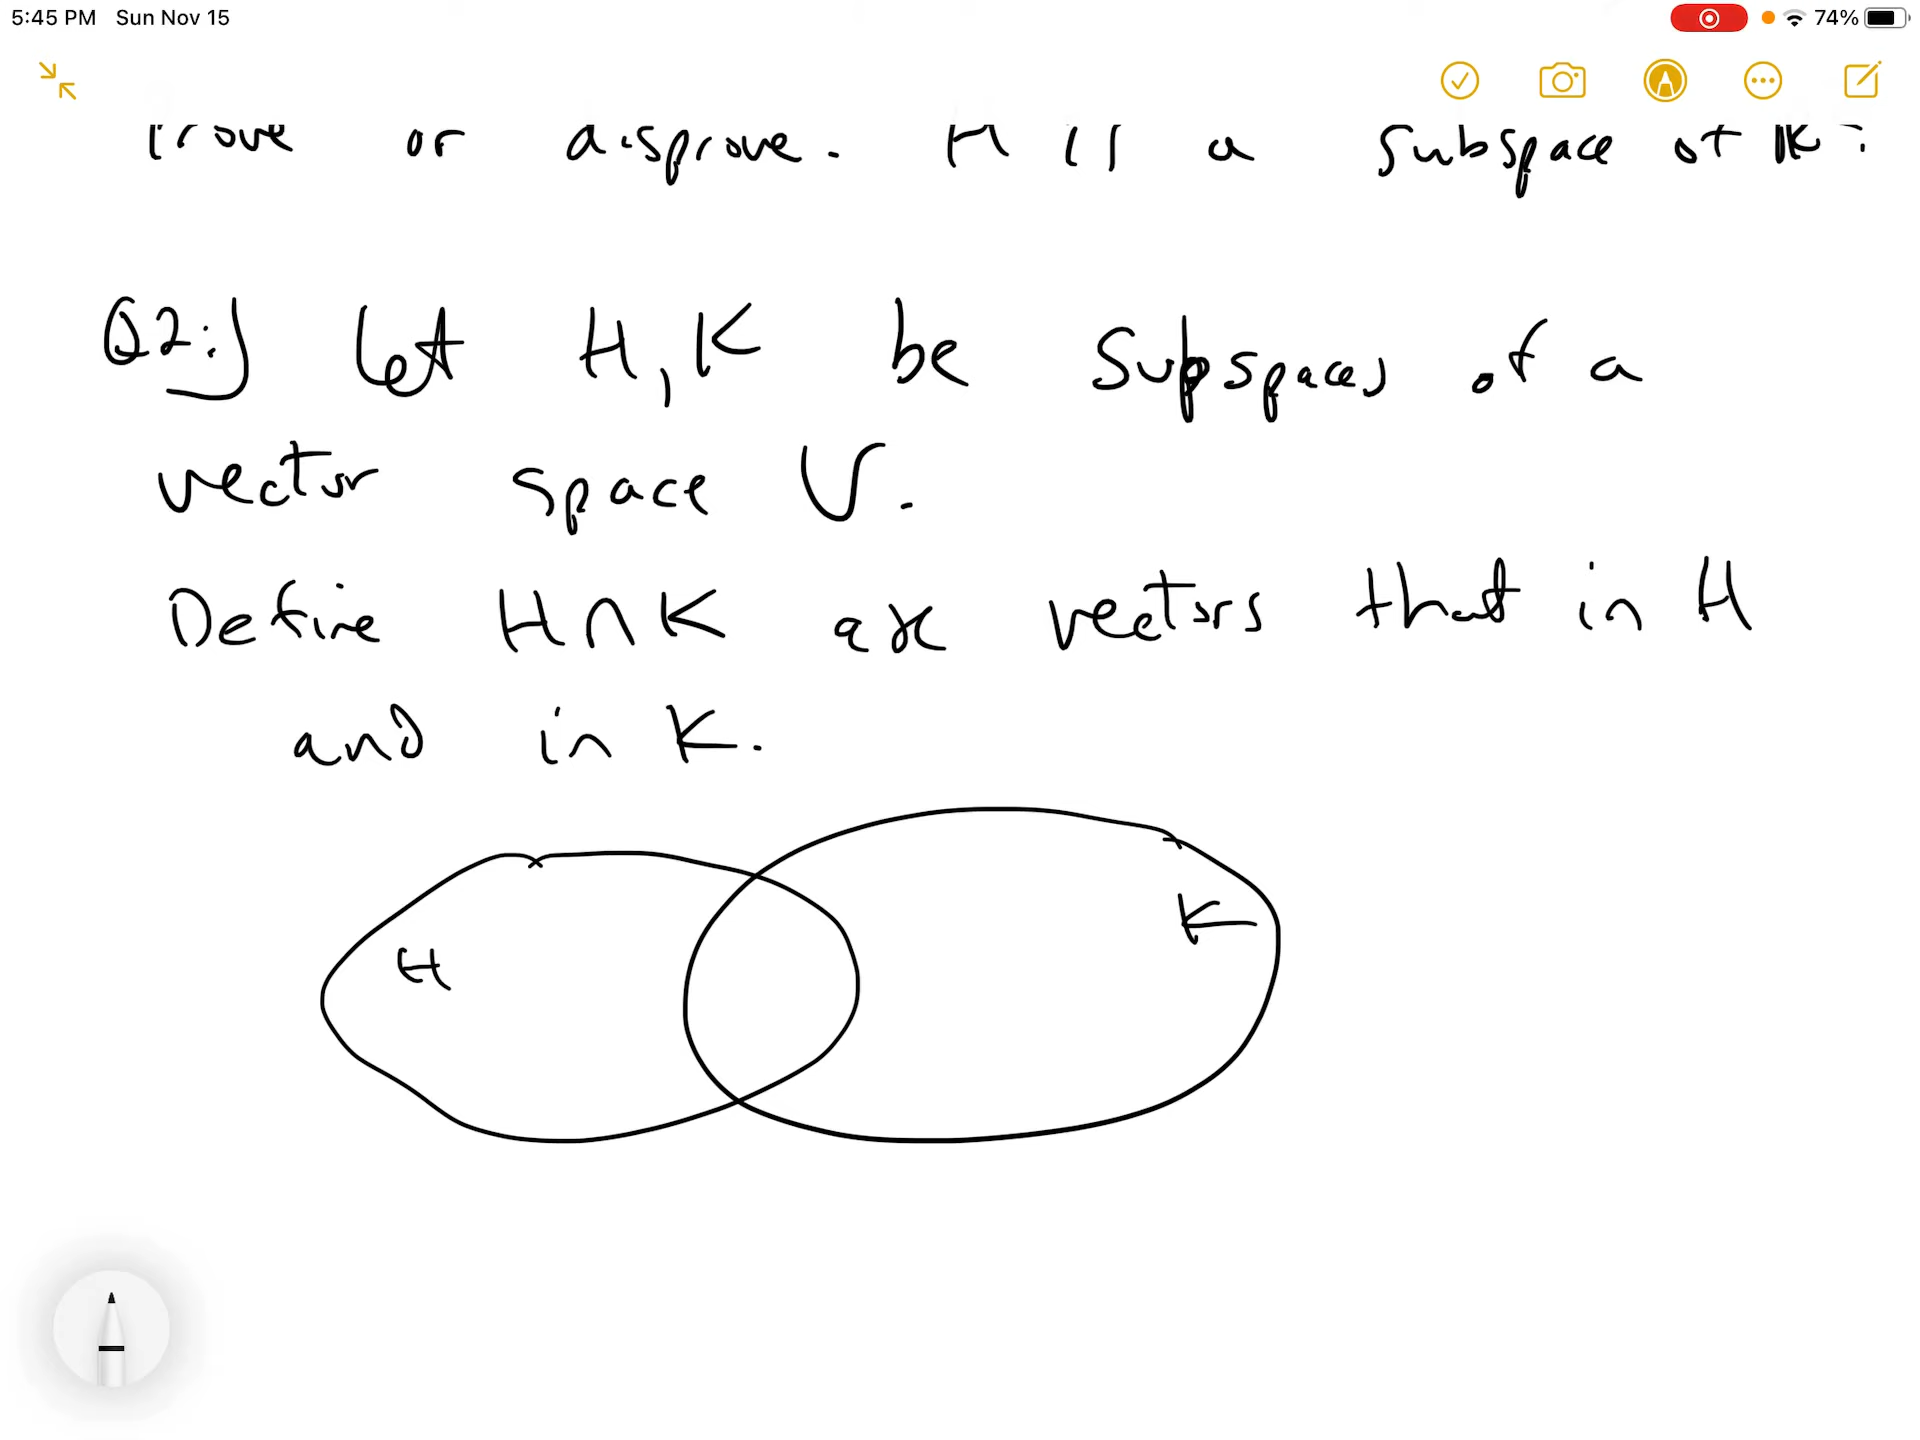 5:45 PM Sun Nov 15
74%
Prove or disprove. H is a subspace of
Q2: Let H, K be subspaces of a
vector space V.
Define H ∩ K as vectors that in H
and in K.
H
K